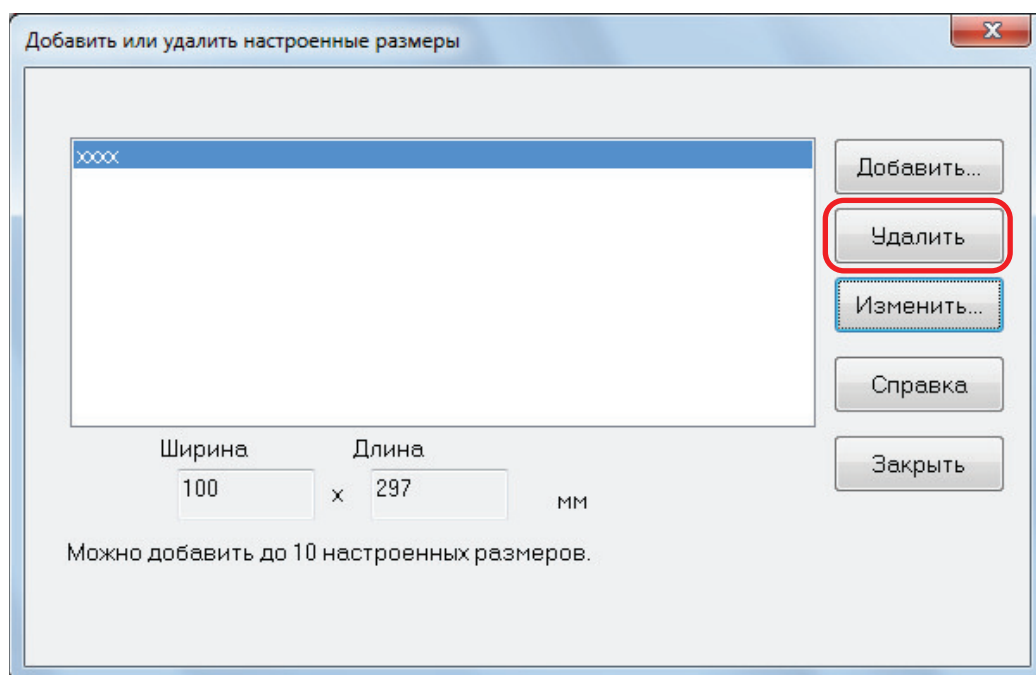 Добавить или удалить настроенные размеры
xxxx
Добавить...
Удалить
Изменить...
Справка
Закрыть
Ширина Длина
100 x 297 мм
Можно добавить до 10 настроенных размеров.